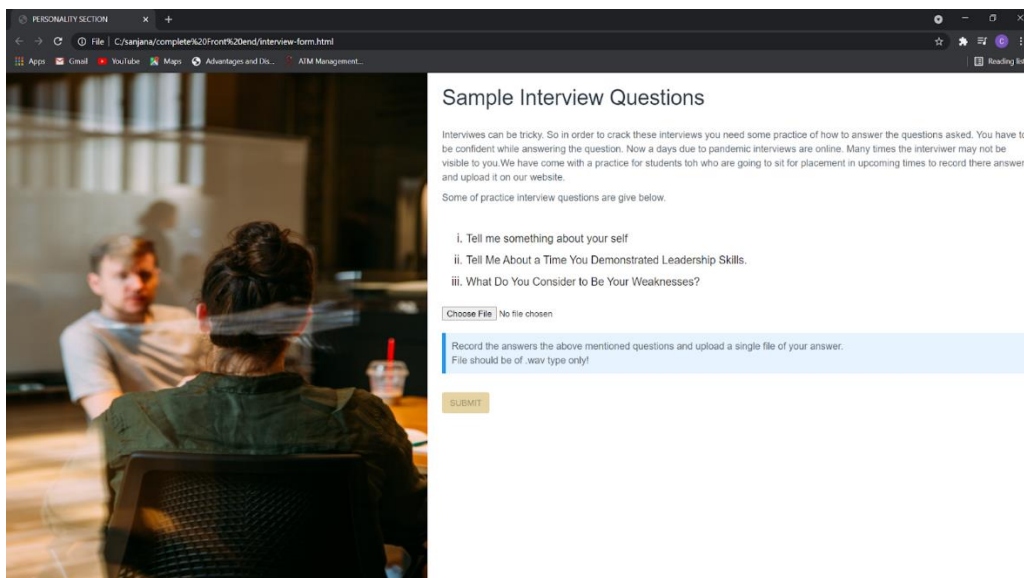 PERSONALITY SECTION
File | C:/sanjana/complete%20Front%20end/interview-form.html
Apps Gmail YouTube Maps Advantages and Dis... ATM Management... Reading list
Sample Interview Questions
Interviwes can be tricky. So in order to crack these interviews you need some practice of how to answer the questions asked. You have to
be confident while answering the question. Now a days due to pandemic interviews are online. Many times the interviwer may not be
visible to you.We have come with a practice for students toh who are going to sit for placement in upcoming times to record there answer
and upload it on our website.
Some of practice interview questions are give below.
i. Tell me something about your self
ii. Tell Me About a Time You Demonstrated Leadership Skills.
iii. What Do You Consider to Be Your Weaknesses?
Choose File No file chosen
Record the answers the above mentioned questions and upload a single file of your answer.
File should be of .wav type only!
SUBMIT